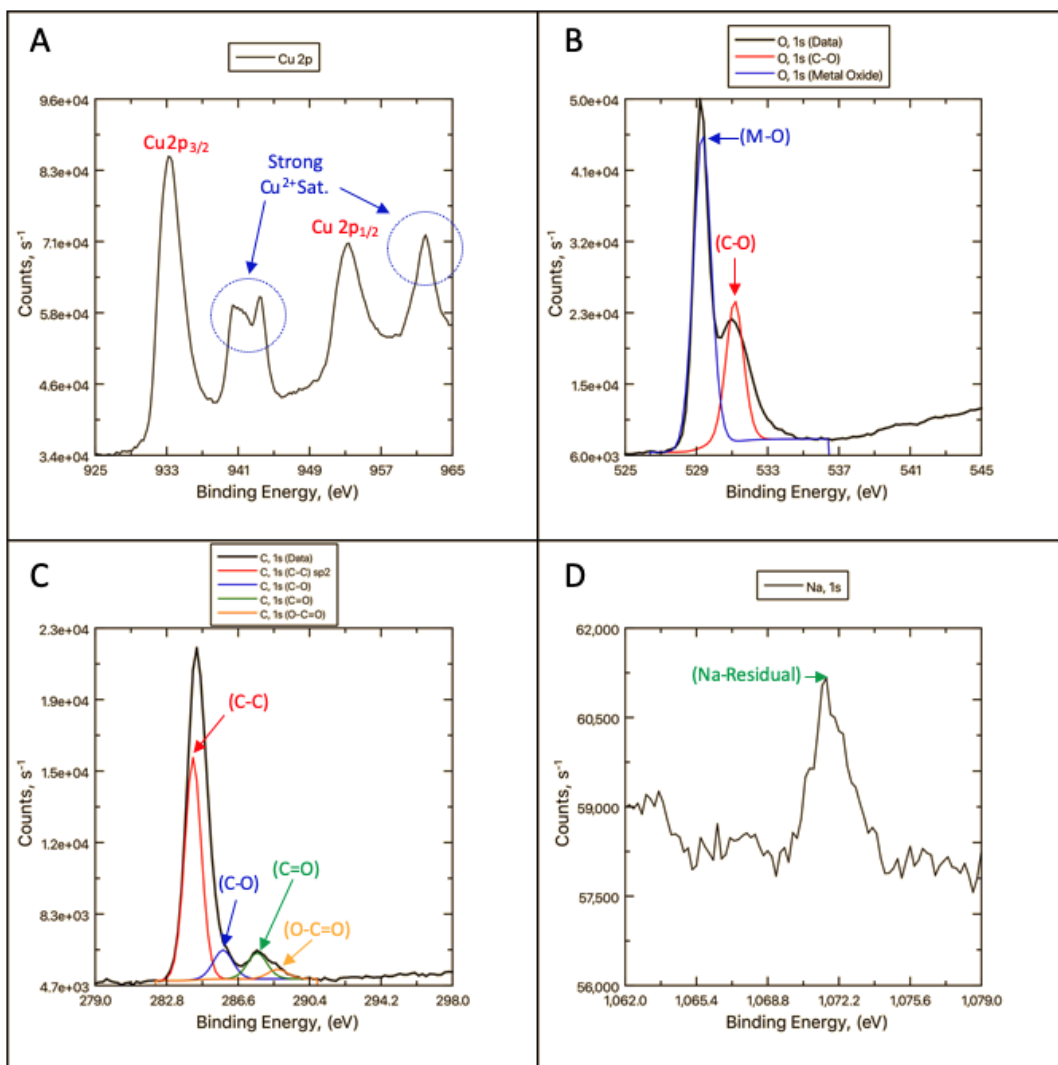 A
Cu 2p
9.6e+04
8.3e+04
7.1e+04
5.8e+04
4.6e+04
3.4e+04
Counts, s⁻¹
Cu 2p₃/₂
Strong
Cu²⁺Sat.
Cu 2p₁/₂
925
933
941
949
957
965
Binding Energy, (eV)
B
O, 1s (Data)
O, 1s (C-O)
O, 1s (Metal Oxide)
5.0e+04
4.1e+04
3.2e+04
2.3e+04
1.5e+04
6.0e+03
Counts, s⁻¹
(M-O)
(C-O)
525
529
533
537
541
545
Binding Energy, (eV)
C
C, 1s (Data)
C, 1s (C-C) sp2
C, 1s (C-O)
C, 1s (C=O)
C, 1s (O-C=O)
2.3e+04
1.9e+04
1.5e+04
1.2e+04
8.3e+03
4.7e+03
Counts, s⁻¹
(C-C)
(C-O)
(C=O)
(O-C=O)
279.0
282.8
286.6
290.4
294.2
298.0
Binding Energy, (eV)
D
Na, 1s
62,000
60,500
59,000
57,500
56,000
Counts, s⁻¹
(Na-Residual)
1,062.0
1,065.4
1,068.8
1,072.2
1,075.6
1,079.0
Binding Energy, (eV)